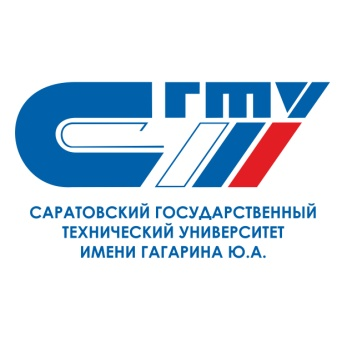 СГТУ
САРАТОВСКИЙ ГОСУДАРСТВЕННЫЙ
ТЕХНИЧЕСКИЙ УНИВЕРСИТЕТ
ИМЕНИ ГАГАРИНА Ю.А.